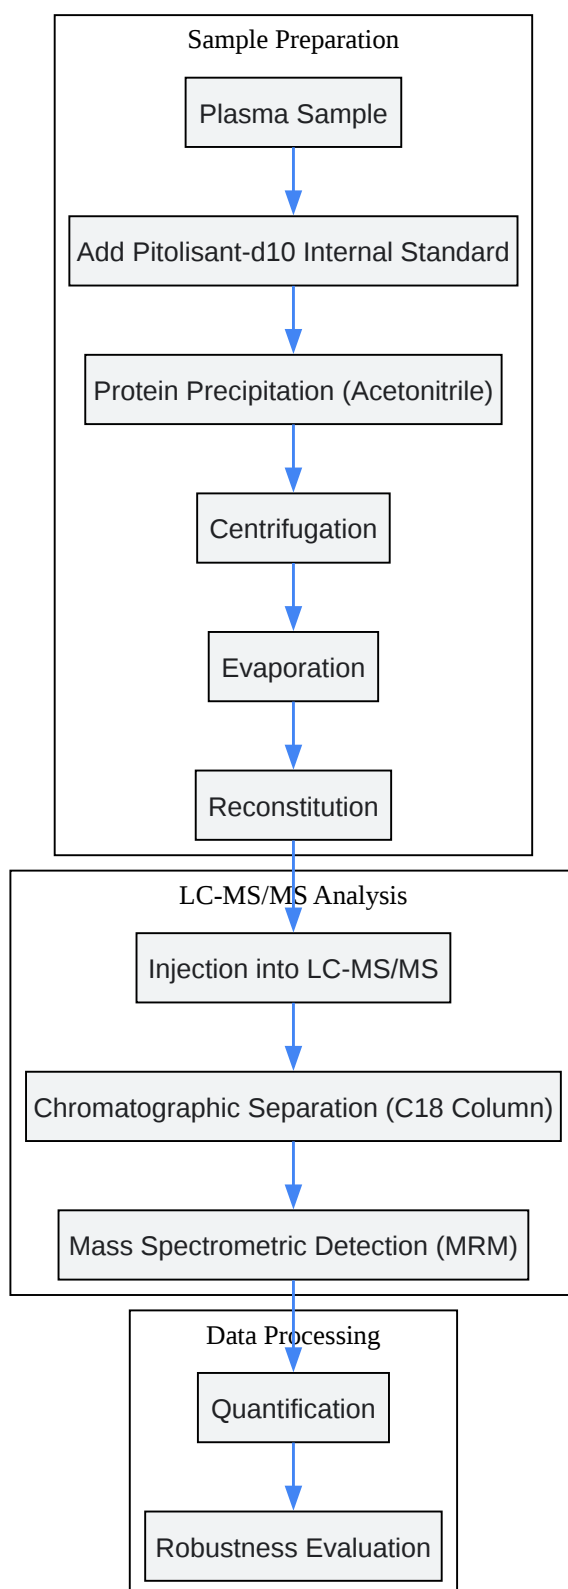 Sample Preparation
Plasma Sample
Add Pitolisant-d10 Internal Standard
Protein Precipitation (Acetonitrile)
Centrifugation
Evaporation
Reconstitution
LC-MS/MS Analysis
Injection into LC-MS/MS
Chromatographic Separation (C18 Column)
Mass Spectrometric Detection (MRM)
Data Processing
Quantification
Robustness Evaluation